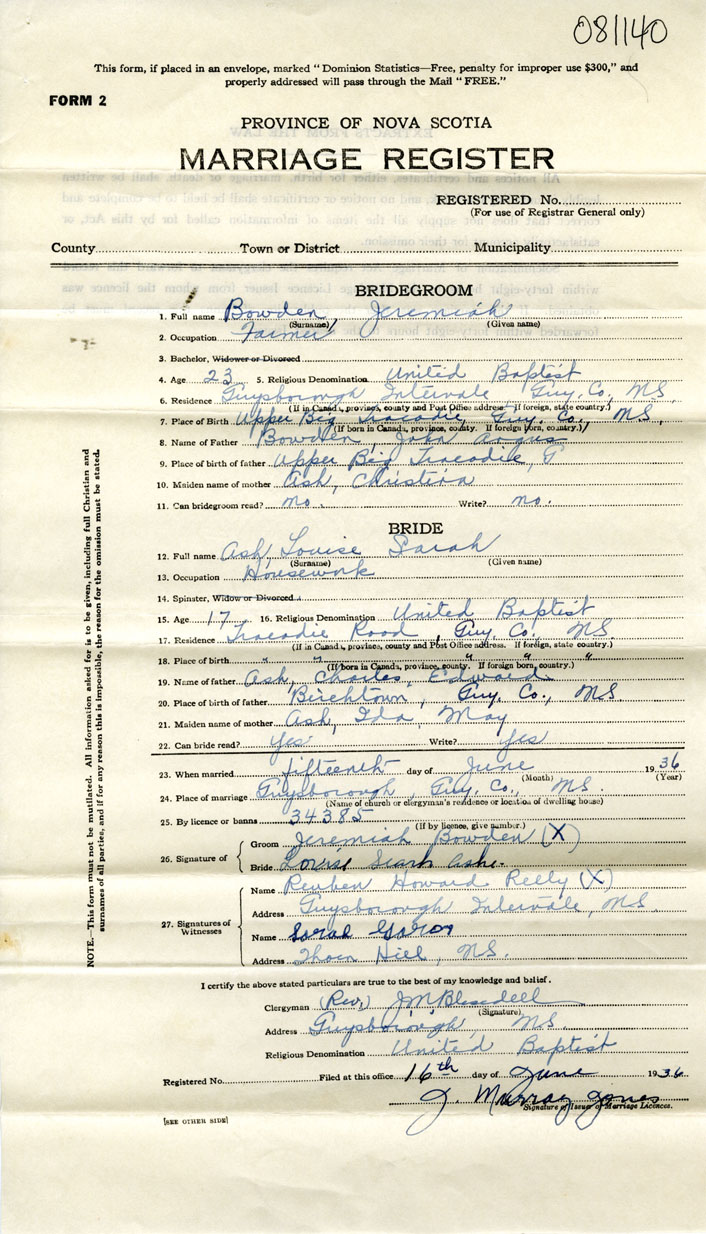 081140
This form, if placed in an envelope, marked "Dominion Statistics—Free, penalty for improper use $300," and
properly addressed will pass through the Mail "FREE."
FORM 2
PROVINCE OF NOVA SCOTIA
MARRIAGE REGISTER
REGISTERED No.
(For use of Registrar General only)
County Town or District Municipality
BRIDEGROOM
1. Full name Bowden, Jeremiah
(Surname) (Given name)
2. Occupation Farmer
3. Bachelor, Widower or Divorced
4. Age 23 5. Religious Denomination United Baptist
6. Residence Guysborough Intervale Guy. Co, N.S.
(If in Canada, province, county and Post Office address. If foreign, state country.)
7. Place of Birth Upper Big Tracadie, Guy. Co., N.S.
(If born in Canada, province, county. If foreign born, country.)
8. Name of Father Bowden, John Angus
9. Place of birth of father Upper Big Tracadie, G
10. Maiden name of mother Ash, Christina
11. Can bridegroom read? no. Write? no.
BRIDE
12. Full name Ash, Louise Sarah
(Surname) (Given name)
13. Occupation Housework
14. Spinster, Widow or Divorced
15. Age 17 16. Religious Denomination United Baptist
17. Residence Tracadie Road, Guy. Co. N.S.
(If in Canada, province, county and Post Office address. If foreign, state country.)
18. Place of birth " " " " "
(If born in Canada, province, county. If foreign born, country.)
19. Name of father Ash, Charles Edward
20. Place of birth of father Birchtown, Guy. Co., N.S.
21. Maiden name of mother Ash, Ida May
22. Can bride read? Yes Write? Yes
23. When married fifteenth day of June 1936
(Month) (Year)
24. Place of marriage Guysborough, Guy. Co., N.S.
(Name of church or clergyman's residence or location of dwelling house)
25. By licence or banns 34385
(If by licence, give number.)
26. Signature of Groom Jeremiah Bowden (X)
Bride Louise Sarah Ashe.
27. Signatures of Witnesses
Name Reuben Howard Reelly (X)
Address Guysborough Intervale, N.S.
Name Sarah
Address Thorn Hill, N.S.
I certify the above stated particulars are true to the best of my knowledge and belief.
Clergyman (Rev.) J M Blesedell
(Signature)
Address Guysborough N.S.
Religious Denomination United Baptist
Registered No. Filed at this office 16th day of June 1936
J. Murray Jones
Signature of Issuer of Marriage Licences.
[SEE OTHER SIDE]
NOTE.—This form must not be mutilated. All information asked for is to be given, including full Christian and
surnames of all parties, and if for any reason this is impossible, the reason for the omission must be stated.